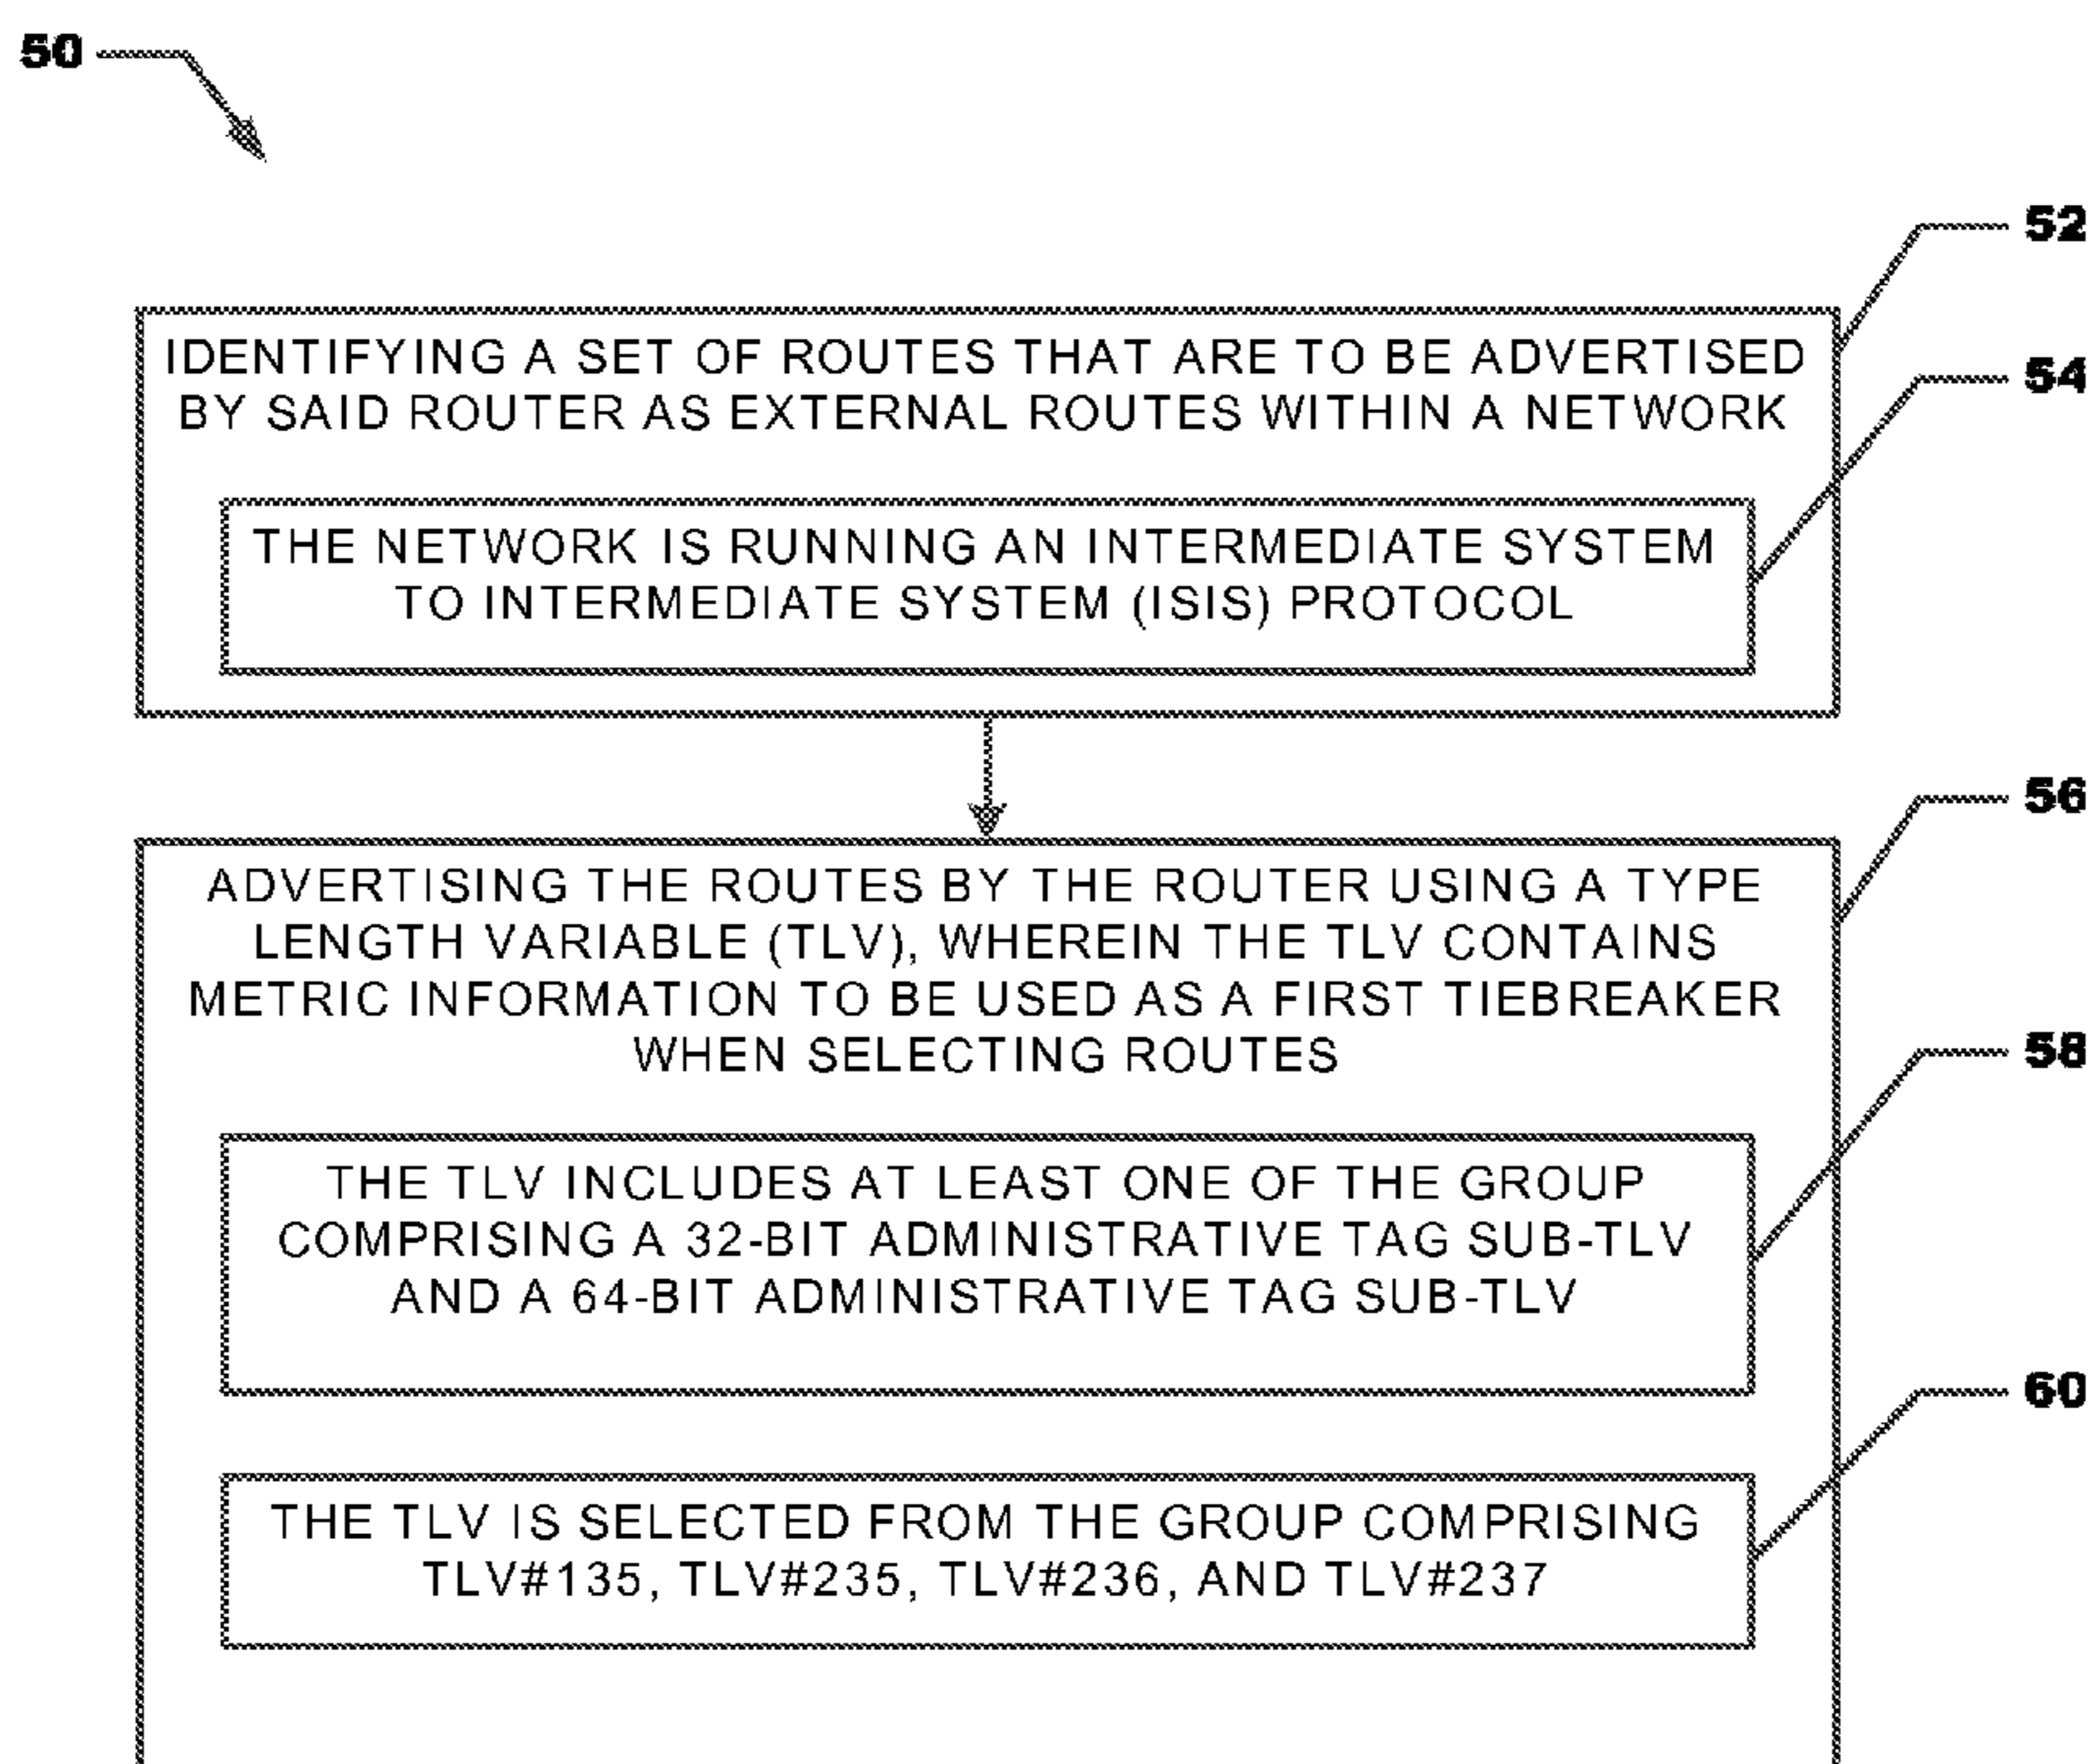 50
52
IDENTIFYING A SET OF ROUTES THAT ARE TO BE ADVERTISED
BY SAID ROUTER AS EXTERNAL ROUTES WITHIN A NETWORK
54
THE NETWORK IS RUNNING AN INTERMEDIATE SYSTEM
TO INTERMEDIATE SYSTEM (ISIS) PROTOCOL
56
ADVERTISING THE ROUTES BY THE ROUTER USING A TYPE
LENGTH VARIABLE (TLV), WHEREIN THE TLV CONTAINS
METRIC INFORMATION TO BE USED AS A FIRST TIEBREAKER
WHEN SELECTING ROUTES
58
THE TLV INCLUDES AT LEAST ONE OF THE GROUP
COMPRISING A 32-BIT ADMINISTRATIVE TAG SUB-TLV
AND A 64-BIT ADMINISTRATIVE TAG SUB-TLV
60
THE TLV IS SELECTED FROM THE GROUP COMPRISING
TLV#135, TLV#235, TLV#236, AND TLV#237